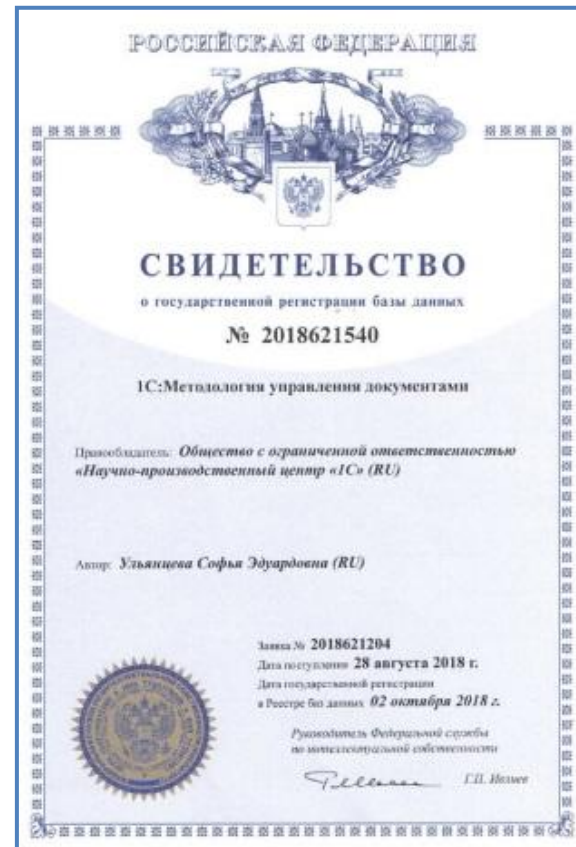 РОССИЙСКАЯ ФЕДЕРАЦИЯ
СВИДЕТЕЛЬСТВО
о государственной регистрации базы данных
№ 2018621540
1С:Методология управления документами
Правообладатель: Общество с ограниченной ответственностью
«Научно-производственный центр «1С» (RU)
Автор: Ульянцева Софья Эдуардовна (RU)
Заявка № 2018621204
Дата поступления 28 августа 2018 г.
Дата государственной регистрации
в Реестре баз данных 02 октября 2018 г.
Руководитель Федеральной службы
по интеллектуальной собственности
Г.П. Ивлиев